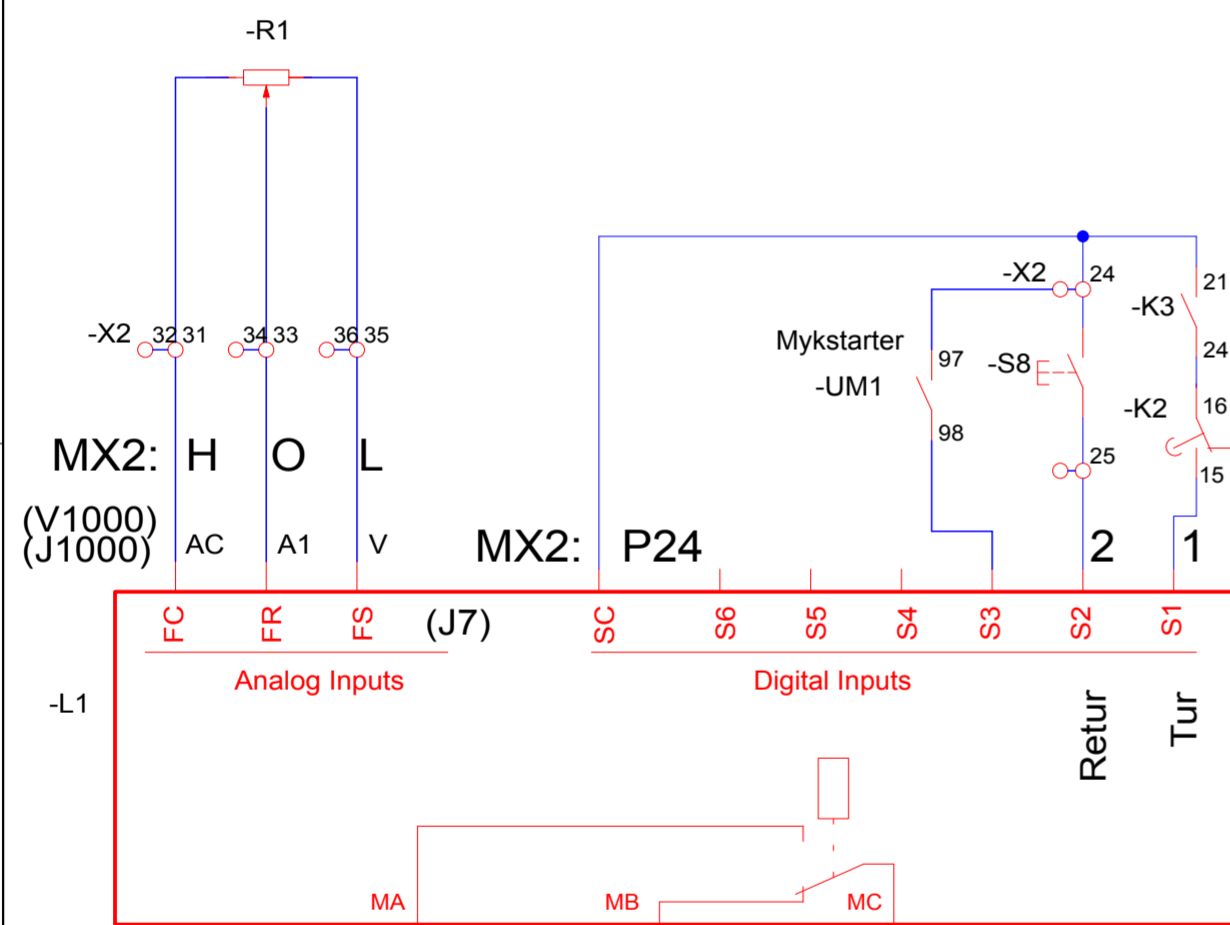 -R1
-X2 32 31 34 33 36 35
-X2 24
21
-K3
24
Mykstarter
-UM1
97
98
-S8
16
-K2
15
25
MX2: H O L
(V1000)
(J1000) AC A1 V
MX2: P24 2 1
FC FR FS (J7) SC S6 S5 S4 S3 S2 S1
Analog Inputs
Digital Inputs
-L1
Retur
Tur
MA MB MC